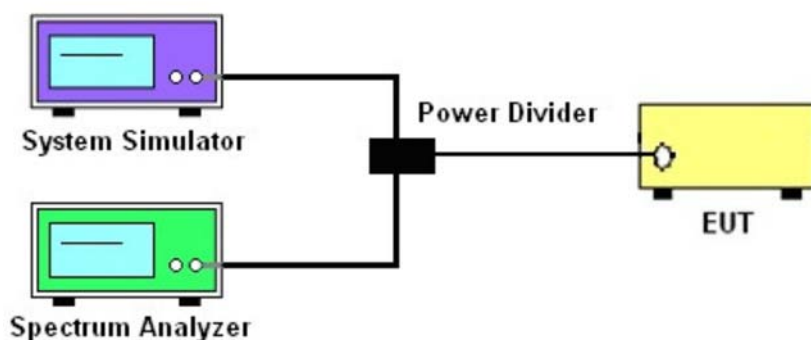 System Simulator
Power Divider
EUT
Spectrum Analyzer